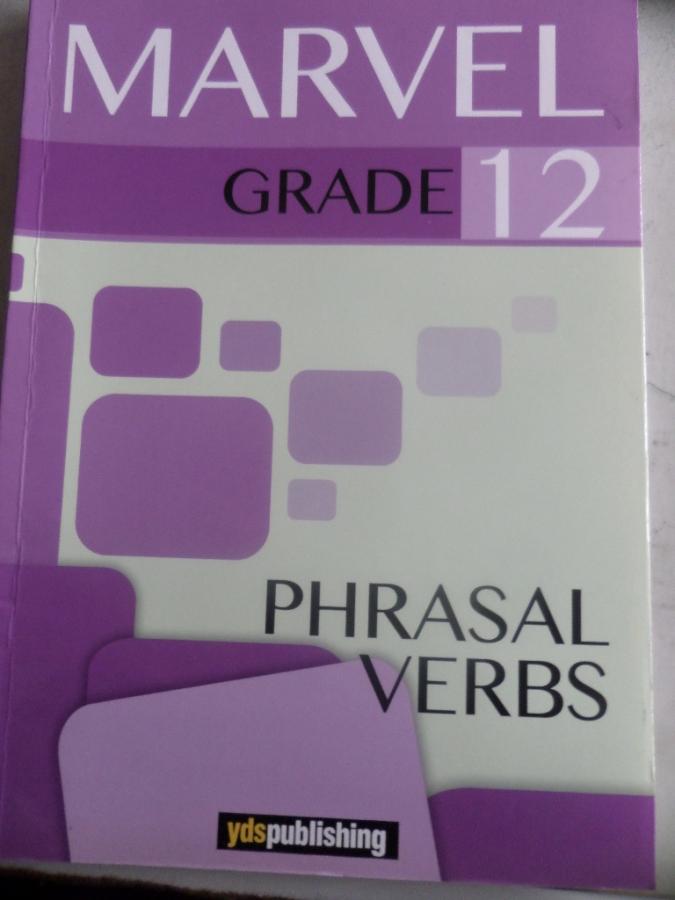 MARVEL
GRADE 12
PHRASAL
VERBS
ydspublishing